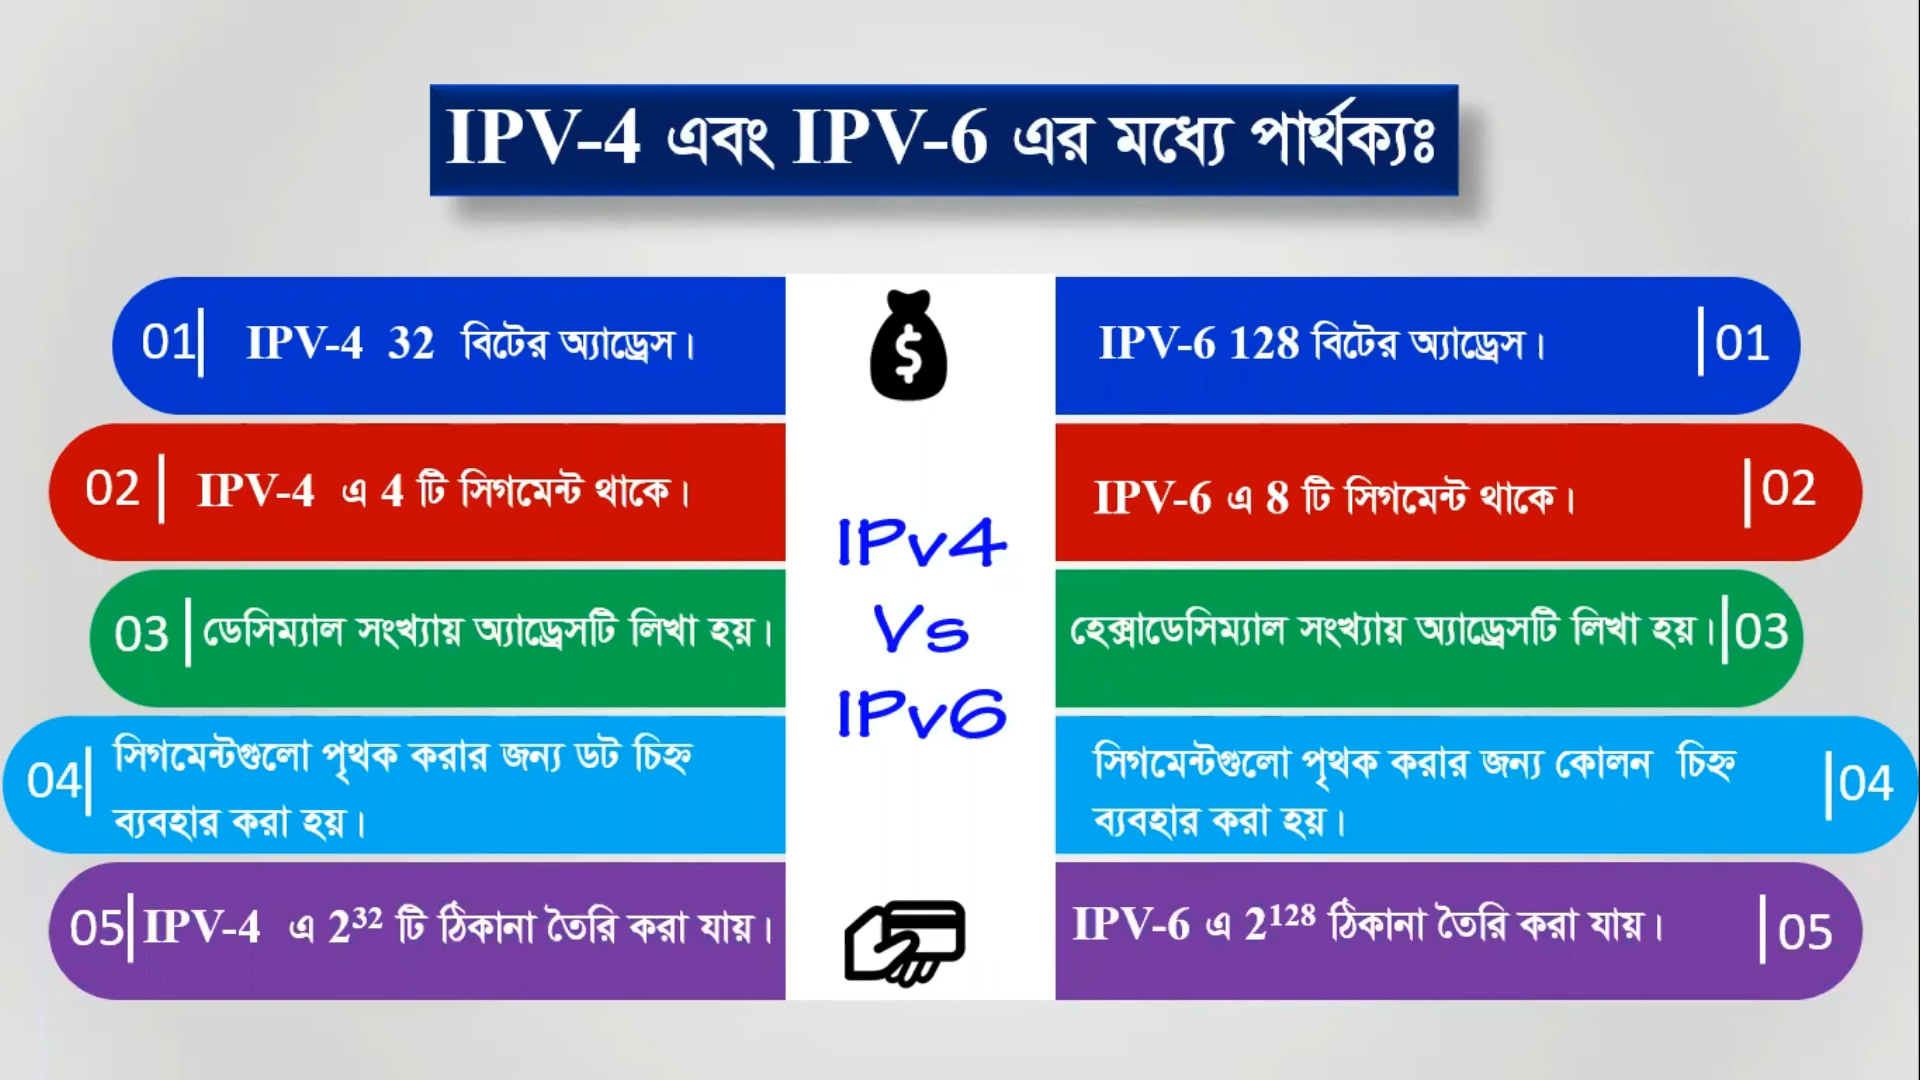 IPV-4 এবং IPV-6 এর মধ্যে পার্থক্যঃ
01 IPV-4 32 বিটের অ্যাড্রেস।
02 IPV-4 এ 4 টি সিগমেন্ট থাকে।
03 ডেসিম্যাল সংখ্যায় অ্যাড্রেসটি লিখা হয়।
04 সিগমেন্টগুলো পৃথক করার জন্য ডট চিহ্ন
ব্যবহার করা হয়।
05 IPV-4 এ 2³² টি ঠিকানা তৈরি করা যায়।
$
IPv4
Vs
IPv6
IPV-6 128 বিটের অ্যাড্রেস। 01
IPV-6 এ 8 টি সিগমেন্ট থাকে। 02
হেক্সাডেসিম্যাল সংখ্যায় অ্যাড্রেসটি লিখা হয়। 03
সিগমেন্টগুলো পৃথক করার জন্য কোলন চিহ্ন 04
ব্যবহার করা হয়।
IPV-6 এ 2¹²⁸ ঠিকানা তৈরি করা যায়। 05